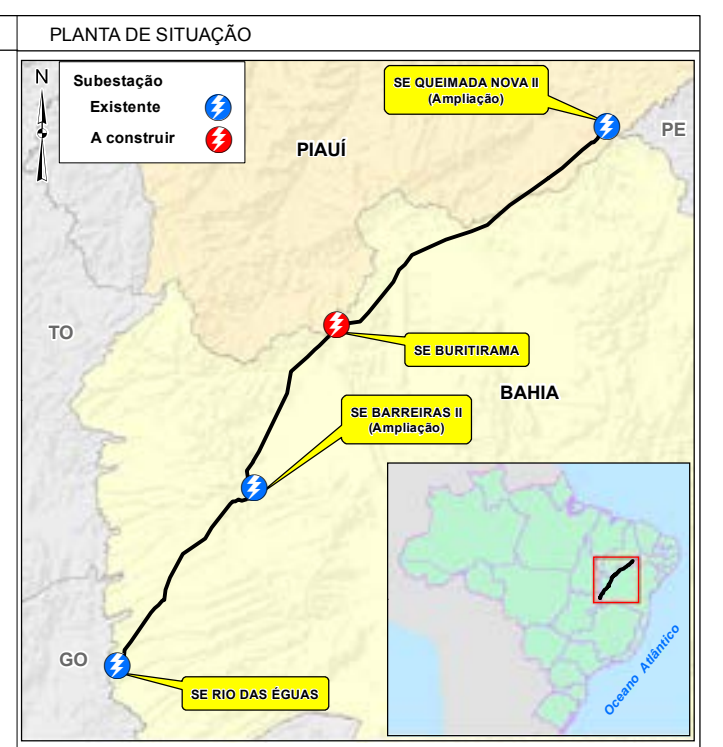 PLANTA DE SITUAÇÃO
N
Subestação
Existente
A construir
SE QUEIMADA NOVA II
(Ampliação)
PE
PIAUÍ
TO
SE BURITIRAMA
BAHIA
SE BARREIRAS II
(Ampliação)
GO
SE RIO DAS ÉGUAS
Oceano Atlântico